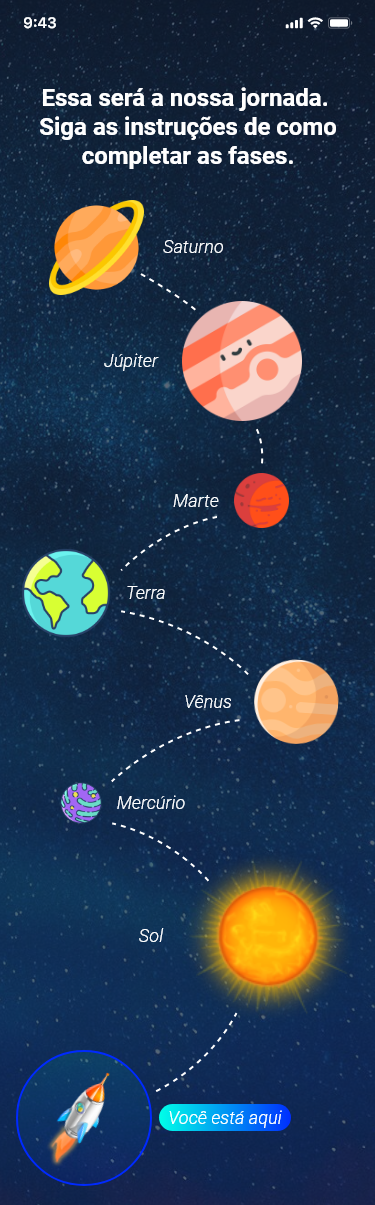 9:43
Essa será a nossa jornada.
Siga as instruções de como
completar as fases.
Saturno
Júpiter
Marte
Terra
Vênus
Mercúrio
Sol
Você está aqui